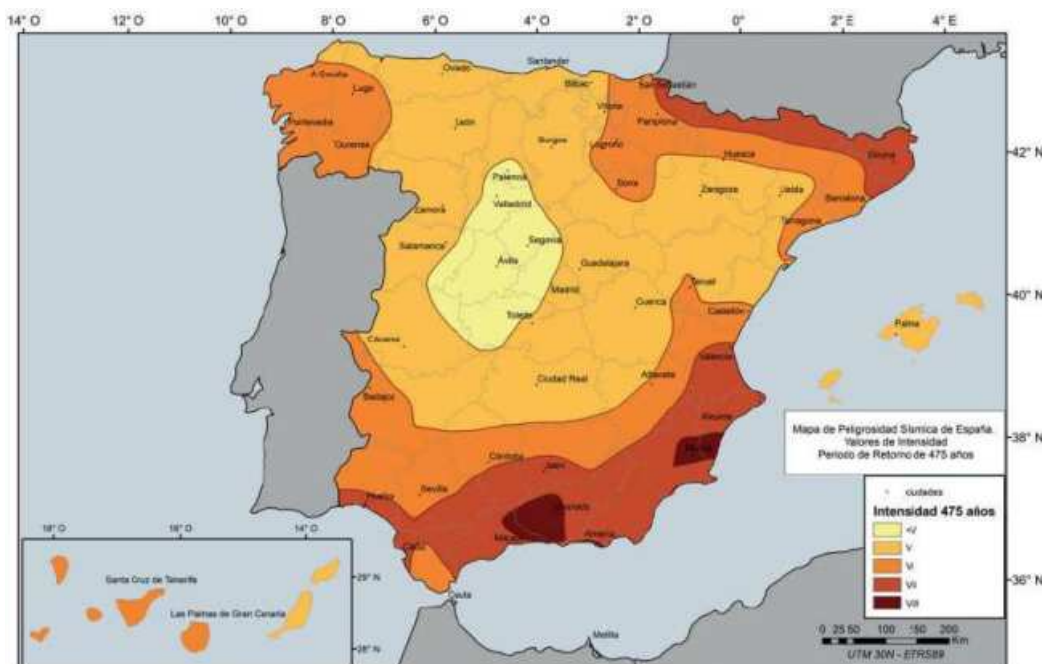 14° O 12° O 10° O 8° O 6° O 4° O 2° O 0° 2° E 4° E
A Coruña
Lugo
Pontevedra
Ourense
Oviedo
Santander
Bilbao
San Sebastián
Vitoria
Pamplona
León
Burgos
Logroño
Huesca
Girona
42° N
Palencia
Soria
Zaragoza
Lleida
Barcelona
Valladolid
Zamora
Tarragona
Salamanca
Segovia
Ávila
Guadalajara
Madrid
Teruel
40° N
Toledo
Cuenca
Castellón
Palma
Cáceres
Valencia
Ciudad Real
Albacete
Badajoz
Alicante
38° N
Córdoba
Jaén
Sevilla
Huelva
Granada
Almería
Cádiz
Ceuta
Melilla
36° N
Mapa de Peligrosidad Sísmica de España.
Valores de Intensidad
Periodo de Retorno de 475 años
ciudades
Intensidad 475 años
<V
V
VI
VII
VIII
0 25 50 100 150 200
Km
UTM 30N - ETRS89
18° O 16° O 14° O
29° N
28° N
Santa Cruz de Tenerife
Las Palmas de Gran Canaria